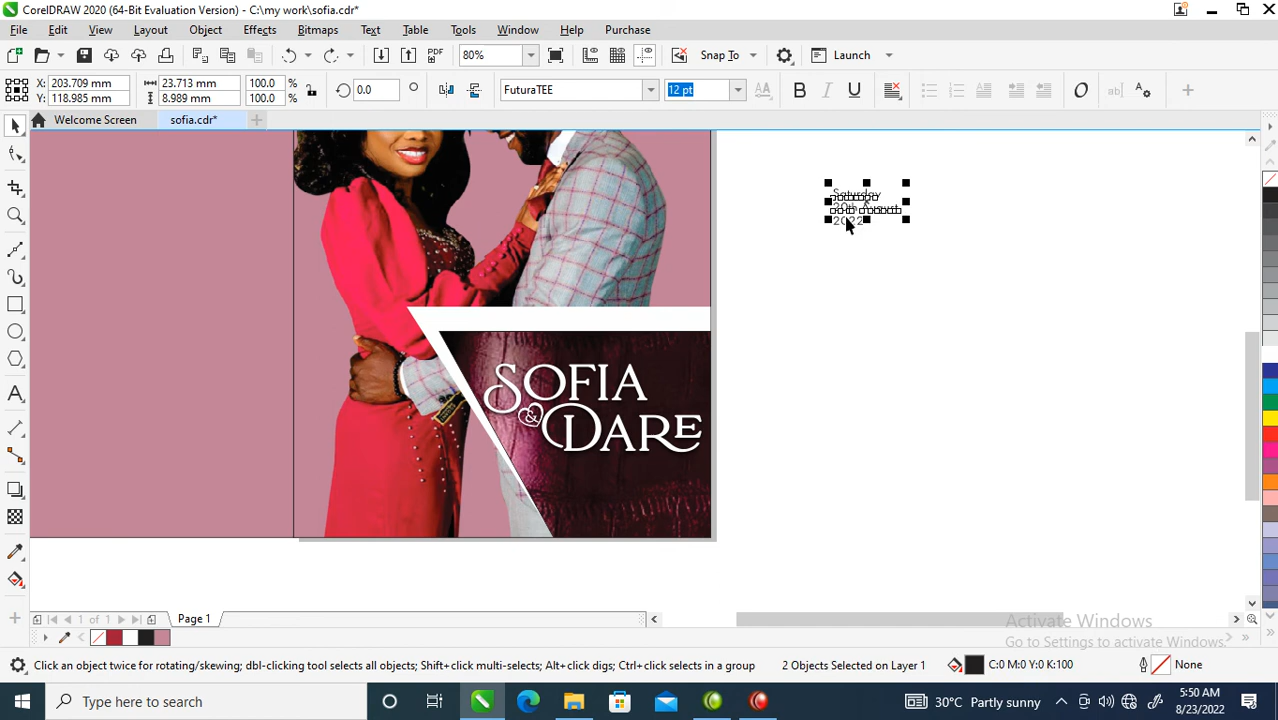 CorelDRAW 2020 (64-Bit Evaluation Version) - C:\my work\sofia.cdr*
File Edit View Layout Object Effects Bitmaps Text Table Tools Window Help Purchase
80% PDF Snap To Launch
X: 203.709 mm 23.713 mm 100.0 % 0.0 FuturaTEE 12 pt B I U
Y: 118.985 mm 8.989 mm 100.0 %
Welcome Screen sofia.cdr*
Saturday
20th August
2022
SOFIA
&
DARE
1 of 1 Page 1
Activate Windows
Go to Settings to activate Windows.
Click an object twice for rotating/skewing; dbl-clicking tool selects all objects; Shift+click multi-selects; Alt+click digs; Ctrl+click selects in a group 2 Objects Selected on Layer 1 C:0 M:0 Y:0 K:100 None
Type here to search 30°C Partly sunny 5:50 AM
8/23/2022